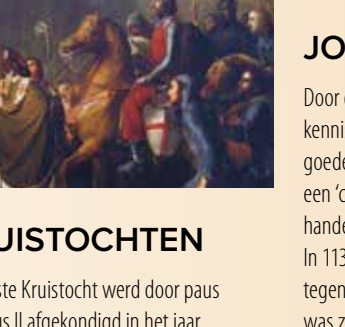 UISTOCHTEN
ste Kruistocht werd door paus
us II afgekondigd in het jaar
JO
Door
kenni
goede
een ‘c
hande
In 113
tegen
was z